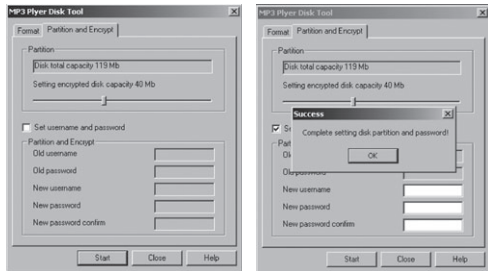 MP3 Plyer Disk Tool
Format Partition and Encrypt
Partition
Disk total capacity 119 Mb
Setting encrypted disk capacity 40 Mb
Set username and password
Partition and Encrypt
Old username
Old password
New username
New password
New password confirm
Start Close Help
MP3 Plyer Disk Tool
Format Partition and Encrypt
Partition
Disk total capacity 119 Mb
Setting encrypted disk capacity 40 Mb
Success
Complete setting disk partition and password!
OK
Old password
New username
New password
New password confirm
Start Close Help